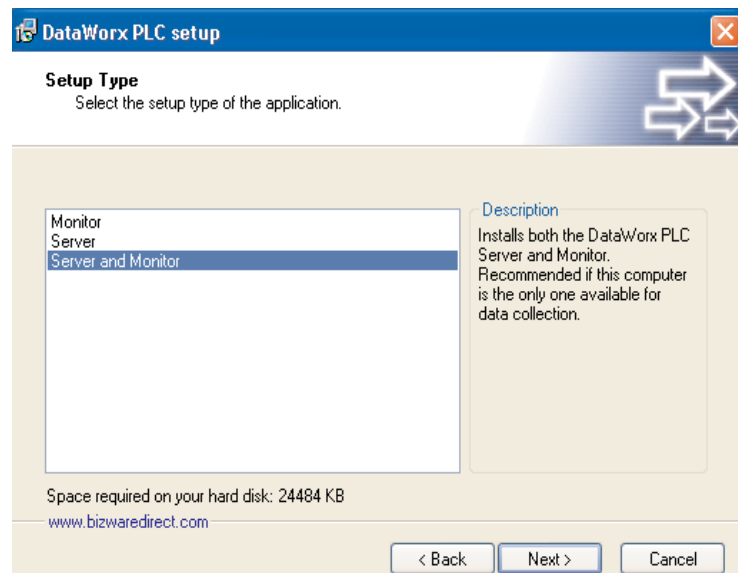 DataWorx PLC setup
Setup Type
Select the setup type of the application.
Monitor
Server
Server and Monitor
Description
Installs both the DataWorx PLC
Server and Monitor.
Recommended if this computer
is the only one available for
data collection.
Space required on your hard disk: 24484 KB
www.bizwaredirect.com
< Back
Next >
Cancel